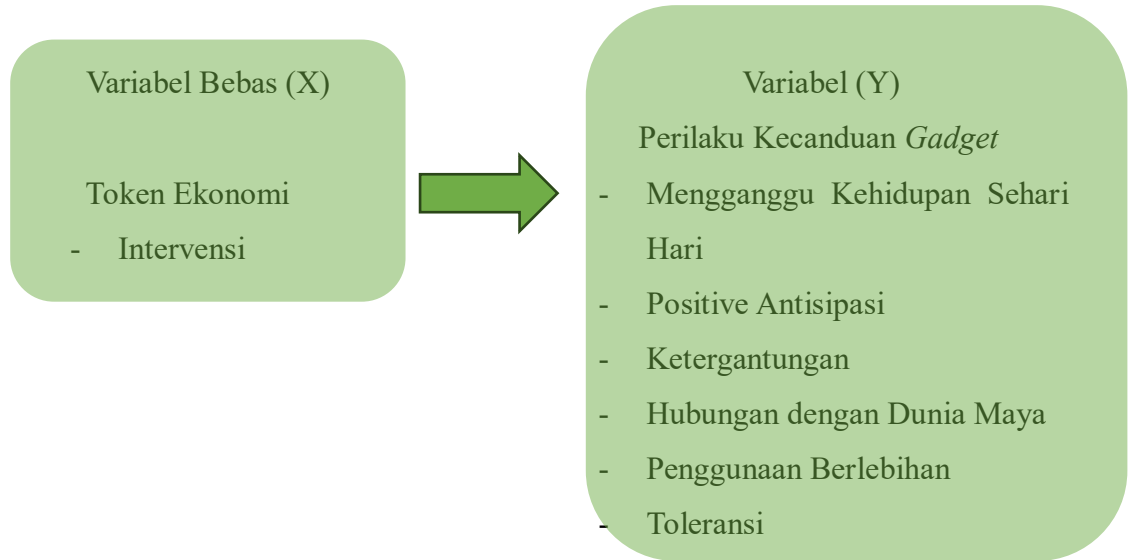 Variabel Bebas (X)
Token Ekonomi
- Intervensi
Variabel (Y)
Perilaku Kecanduan Gadget
- Mengganggu Kehidupan Sehari
Hari
- Positive Antisipasi
- Ketergantungan
- Hubungan dengan Dunia Maya
- Penggunaan Berlebihan
- Toleransi